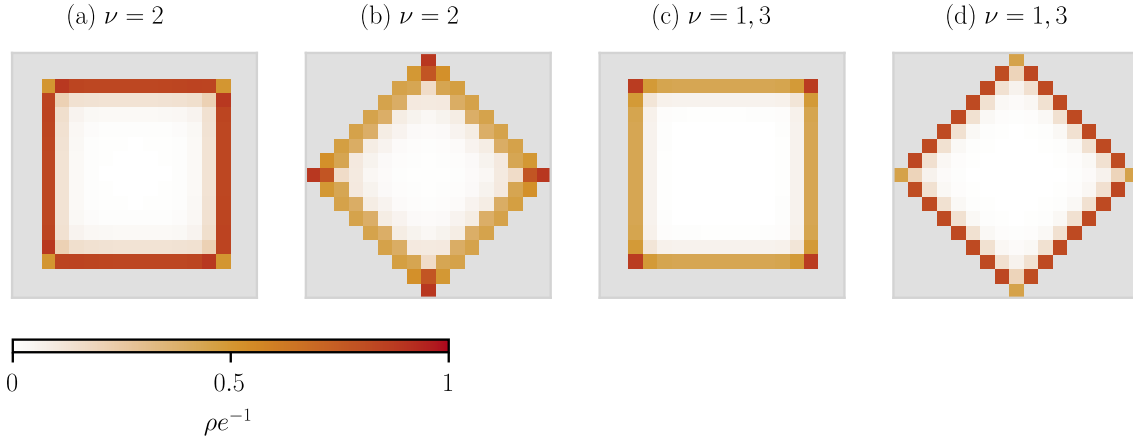 (a) ν = 2
(b) ν = 2
(c) ν = 1, 3
(d) ν = 1, 3
0 0.5 1
ρe⁻¹